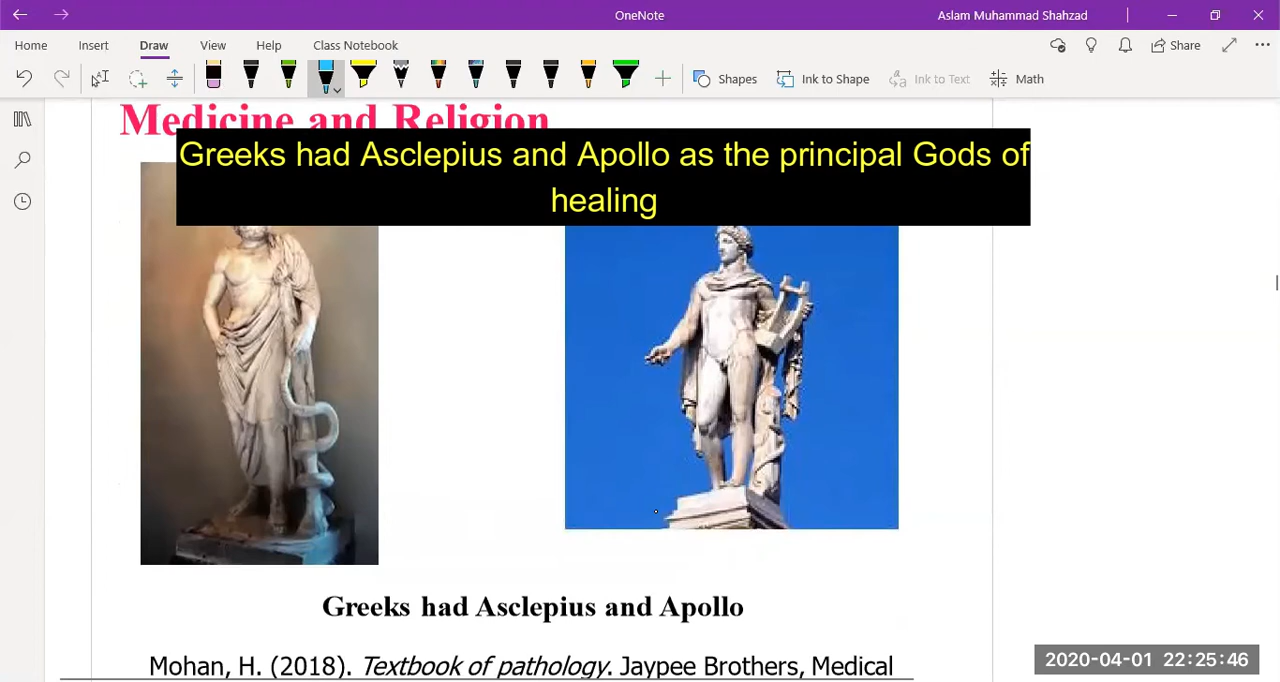 OneNote
Aslam Muhammad Shahzad
Home Insert Draw View Help Class Notebook
Share
Shapes Ink to Shape Ink to Text Math
Medicine and Religion
Greeks had Asclepius and Apollo as the principal Gods of
healing
Greeks had Asclepius and Apollo
Mohan, H. (2018). Textbook of pathology. Jaypee Brothers, Medical
2020-04-01 22:25:46